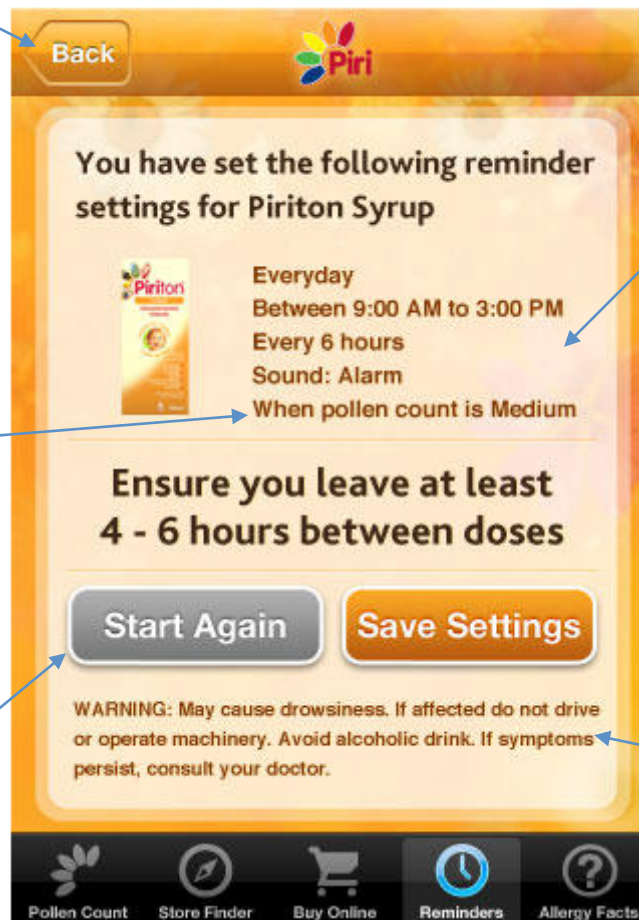 Back
Piri
You have set the following reminder
settings for Piriton Syrup
Piriton
Everyday
Between 9:00 AM to 3:00 PM
Every 6 hours
Sound: Alarm
When pollen count is Medium
Ensure you leave at least
4 - 6 hours between doses
Start Again
Save Settings
WARNING: May cause drowsiness. If affected do not drive
or operate machinery. Avoid alcoholic drink. If symptoms
persist, consult your doctor.
Pollen Count
Store Finder
Buy Online
Reminders
Allergy Facts